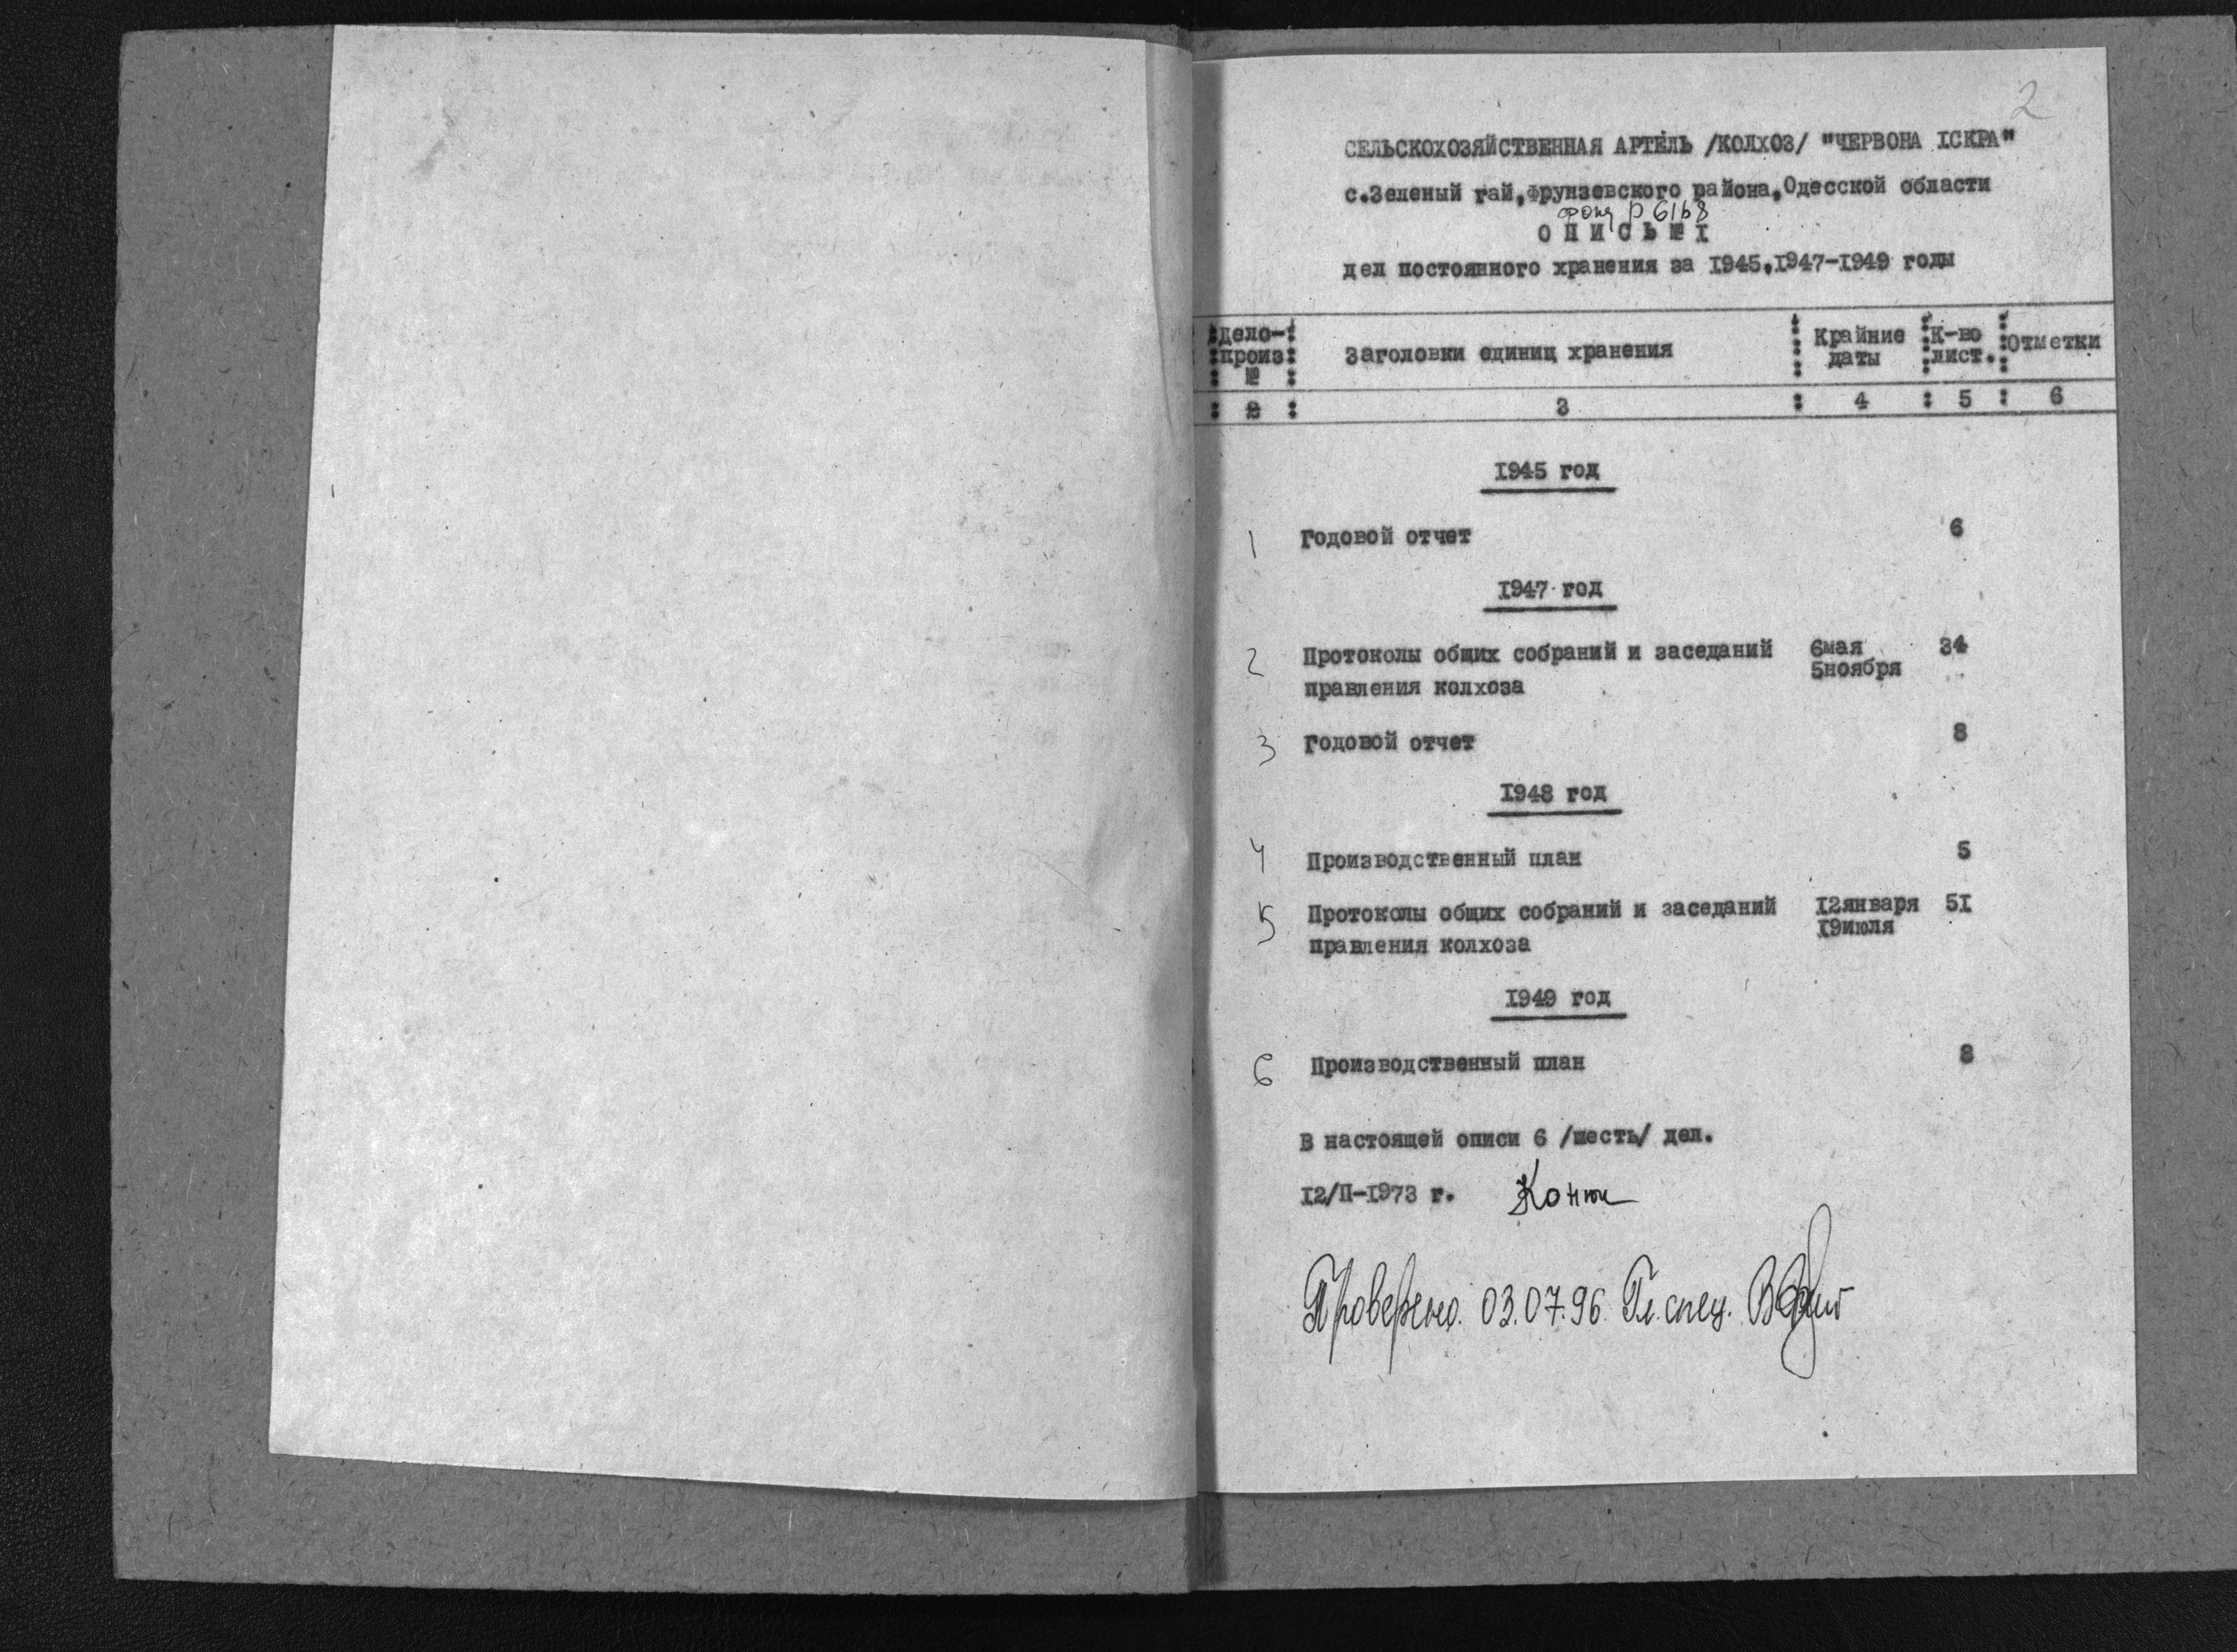 2
СЕЛЬСКОХОЗЯЙСТВЕННАЯ АРТЕЛЬ /КОЛХОЗ/ "ЧЕРВОНА ІСКРА"
с.Зеленый гай,Фрунзевского района,Одесской области
фонд Р 6168
О П И С Ь № I
дел постоянного хранения за 1945,1947-1949 годы
дело-произ № Заголовки единиц хранения Крайние даты К-во лист. Отметки
2 3 4 5 6
1945 год
1 Годовой отчет 6
1947 год
2 Протоколы общих собраний и заседаний 6мая 34
правления колхоза 5ноября
3 Годовой отчет 8
1948 год
4 Производственный план 5
5 Протоколы общих собраний и заседаний 12января 51
правления колхоза 19июля
1949 год
6 Производственный план 8
В настоящей описи 6 /шесть/ дел.
12/II-1973 г.
Проверено. 03.07.96. Гл. спец.